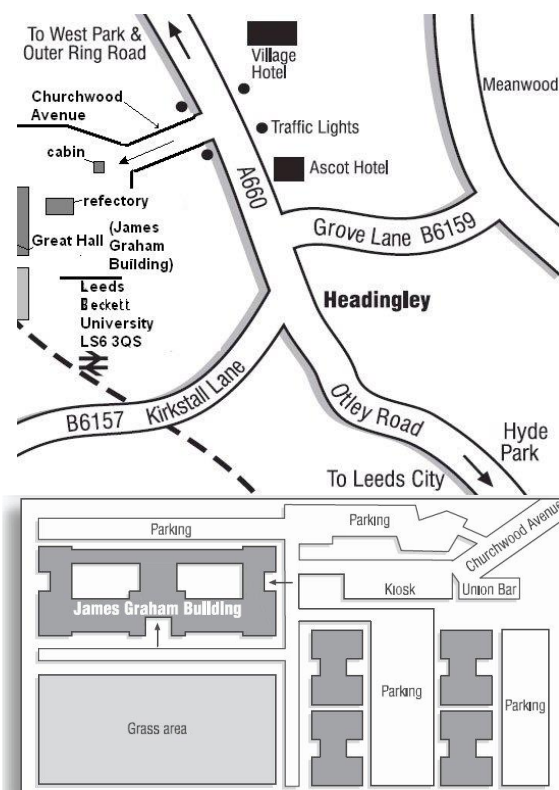 To West Park &
Outer Ring Road
Village
Hotel
Meanwood
Churchwood
Avenue
Traffic Lights
cabin
Ascot Hotel
A660
refectory
Grove Lane B6159
Great Hall
(James
Graham
Building)
Headingley
Leeds
Beckett
University
LS6 3QS
B6157 Kirkstall Lane
Otley Road
Hyde
Park
To Leeds City
Parking
Parking
Churchwood Avenue
James Graham Building
Kiosk
Union Bar
Parking
Parking
Grass area